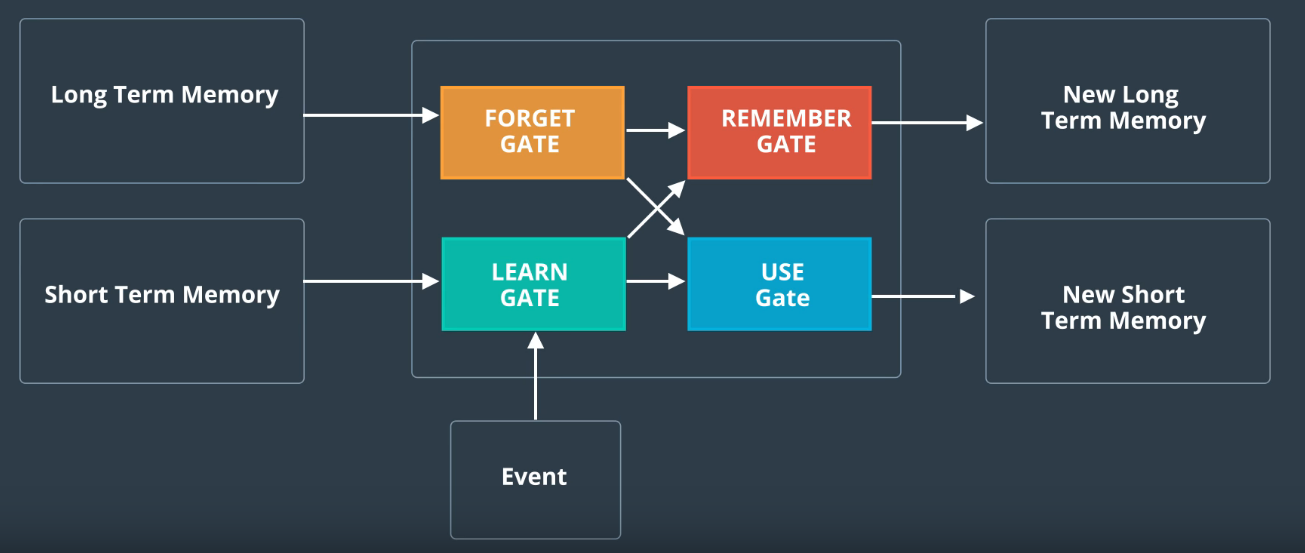 Long Term Memory
FORGET
GATE
REMEMBER
GATE
New Long
Term Memory
Short Term Memory
LEARN
GATE
USE
Gate
New Short
Term Memory
Event